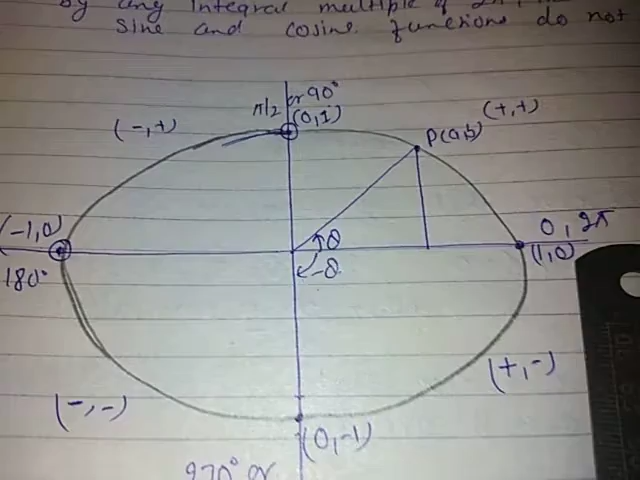 By any integral multiple of 2π,
sine and cosine functions do not
π/2 or 90°
(0,1)
(-,+)
(+,+)
P(a,b)
(-1,0)
180°
θ
-θ
0, 2π
(1,0)
(-,-)
(+,-)
(0,-1)
270° or